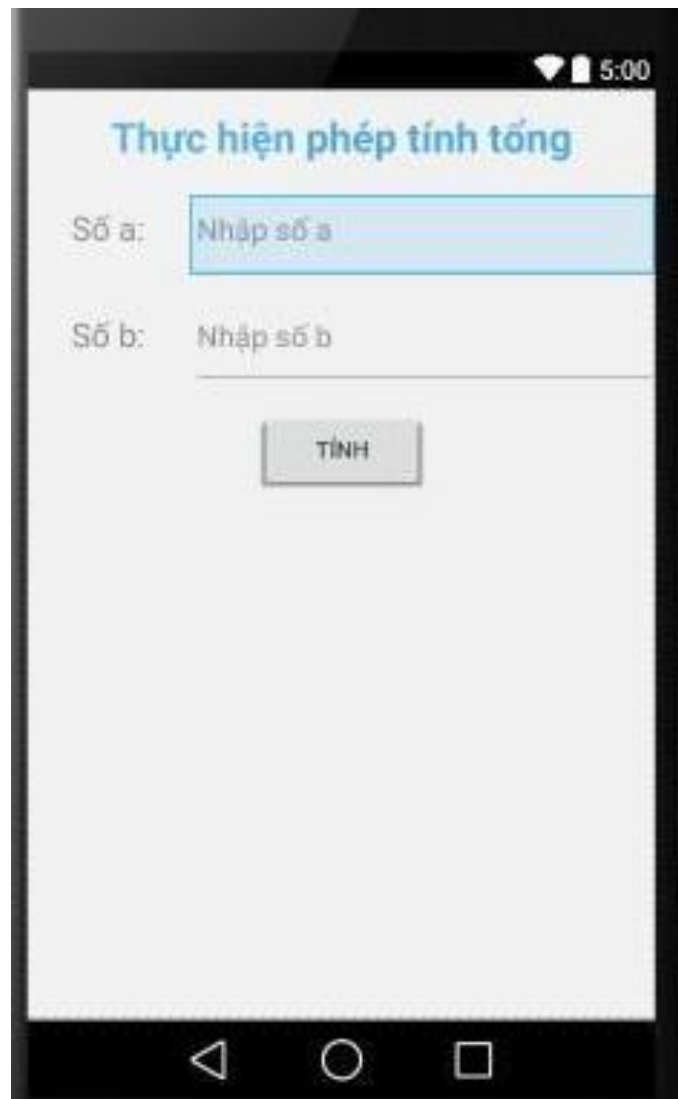 5:00
Thực hiện phép tính tổng
Số a: Nhập số a
Số b: Nhập số b
TÍNH